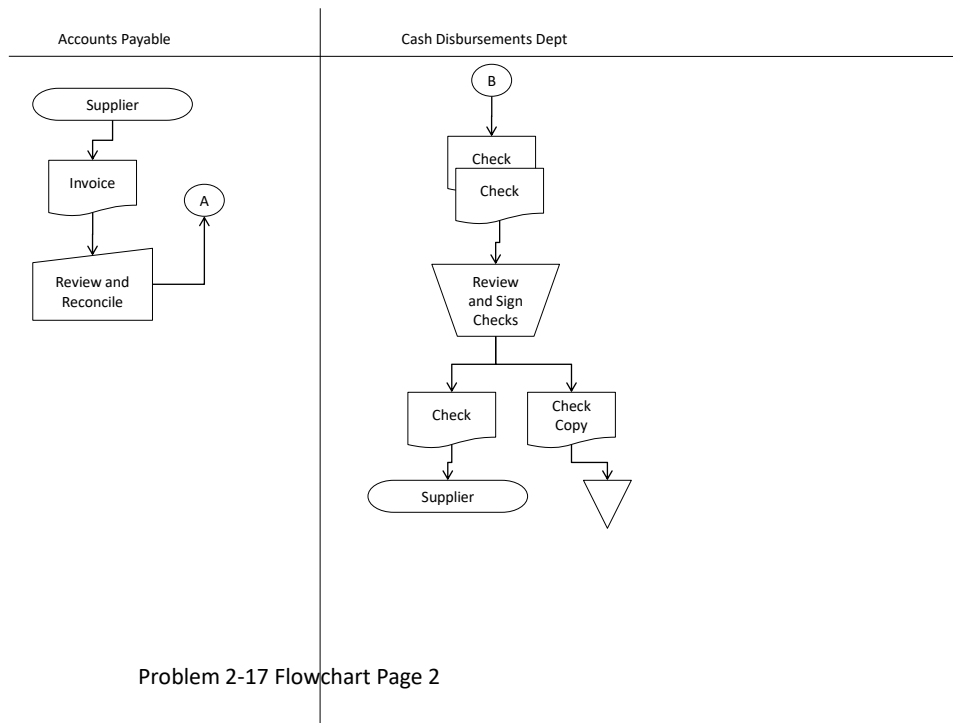 Accounts Payable
Cash Disbursements Dept
Supplier
Invoice
A
Review and
Reconcile
B
Check
Check
Review
and Sign
Checks
Check
Check
Copy
Supplier
Problem 2-17 Flowchart Page 2